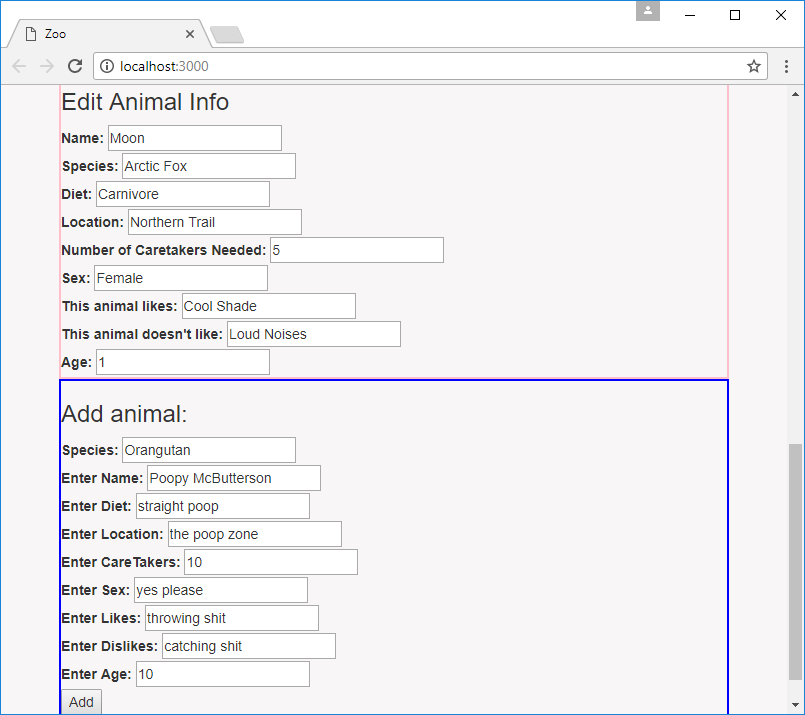 Zoo
localhost:3000
Edit Animal Info
Name: Moon
Species: Arctic Fox
Diet: Carnivore
Location: Northern Trail
Number of Caretakers Needed: 5
Sex: Female
This animal likes: Cool Shade
This animal doesn't like: Loud Noises
Age: 1
Add animal:
Species: Orangutan
Enter Name: Poopy McButterson
Enter Diet: straight poop
Enter Location: the poop zone
Enter CareTakers: 10
Enter Sex: yes please
Enter Likes: throwing shit
Enter Dislikes: catching shit
Enter Age: 10
Add